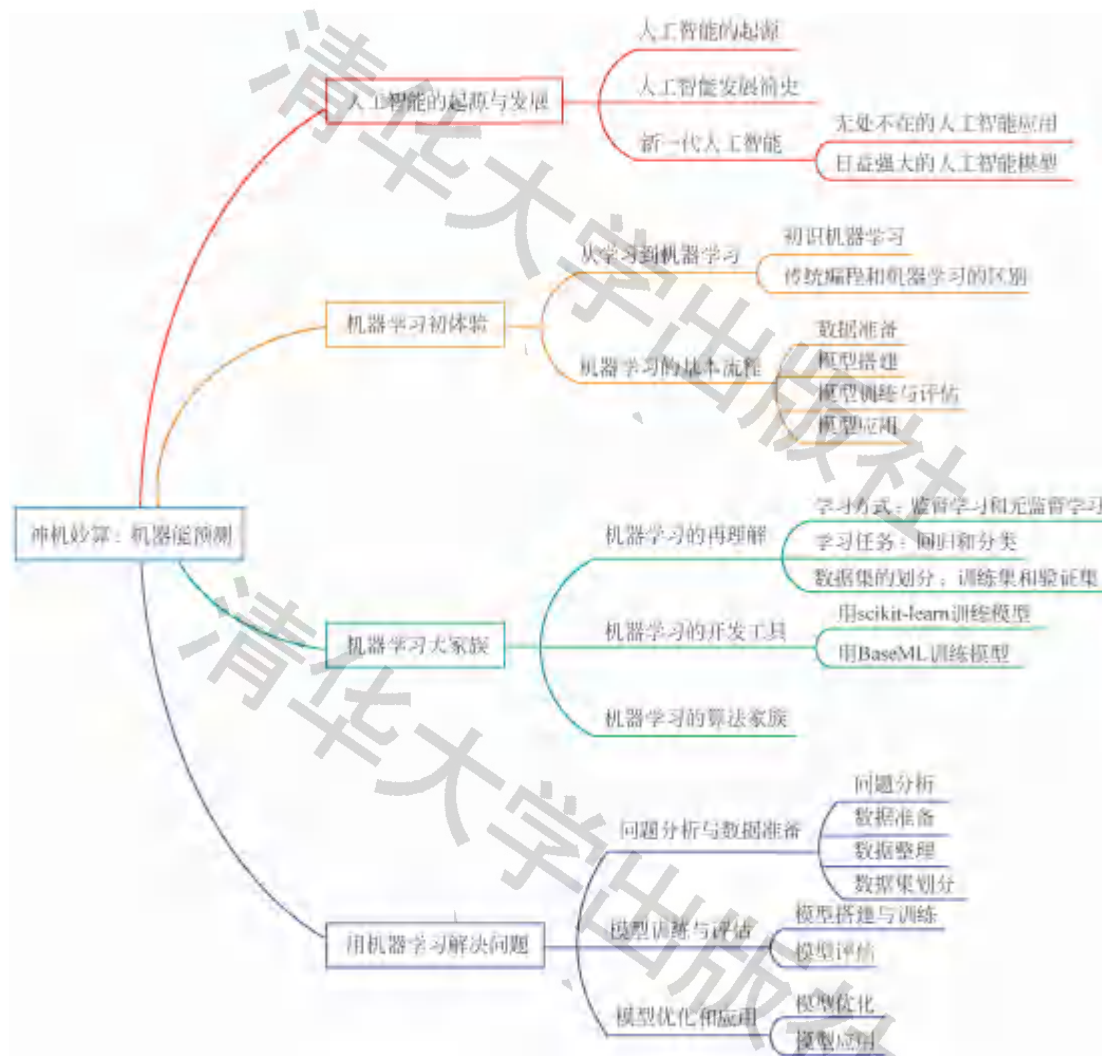 人工智能的起源
人工智能的起源与发展
人工智能发展简史
新一代人工智能
无处不在的人工智能应用
日益强大的人工智能模型
机器学习初体验
从学习到机器学习
初识机器学习
传统编程和机器学习的区别
机器学习的基本流程
数据准备
模型搭建
模型训练与评估
模型应用
神机妙算：机器能预测
机器学习大家族
机器学习的再理解
学习方式：监督学习和无监督学习
学习任务：回归和分类
数据集的划分：训练集和验证集
机器学习的开发工具
用scikit-learn训练模型
用BaseML训练模型
机器学习的算法家族
用机器学习解决问题
问题分析与数据准备
问题分析
数据准备
数据整理
数据集划分
模型训练与评估
模型搭建与训练
模型评估
模型优化和应用
模型优化
模型应用
清华大学出版社
清华大学出版社